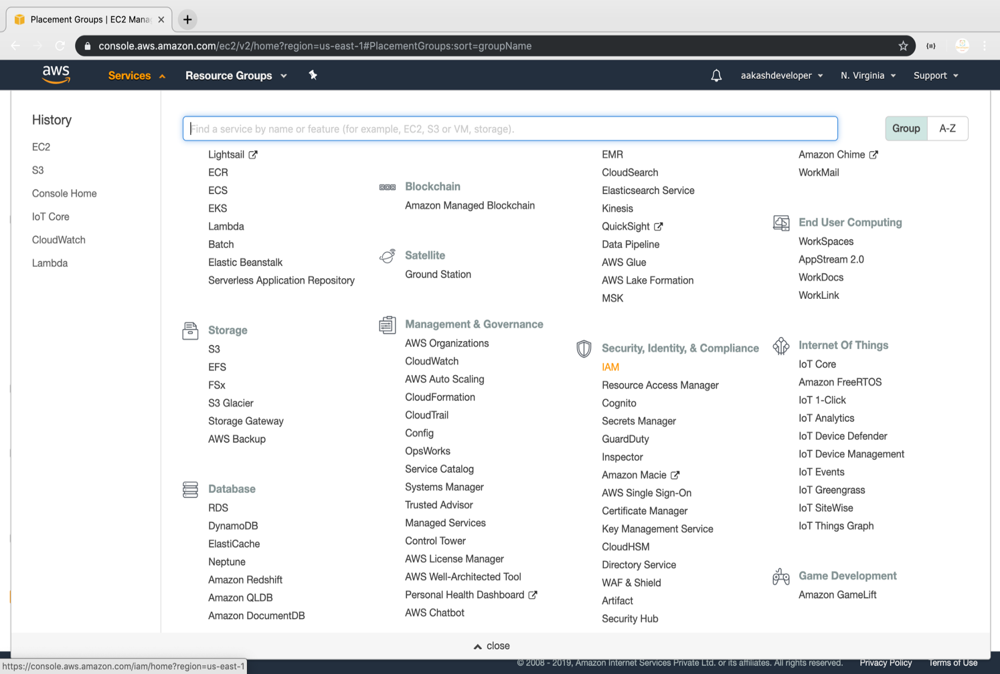 Placement Groups | EC2 Mana
console.aws.amazon.com/ec2/v2/home?region=us-east-1#PlacementGroups:sort=groupName
aws
Services
Resource Groups
aakashdeveloper
N. Virginia
Support
History
EC2
S3
Console Home
IoT Core
CloudWatch
Lambda
Find a service by name or feature (for example, EC2, S3 or VM, storage).
Group
A-Z
Lightsail
ECR
ECS
EKS
Lambda
Batch
Elastic Beanstalk
Serverless Application Repository
Storage
S3
EFS
FSx
S3 Glacier
Storage Gateway
AWS Backup
Database
RDS
DynamoDB
ElastiCache
Neptune
Amazon Redshift
Amazon QLDB
Amazon DocumentDB
Blockchain
Amazon Managed Blockchain
Satellite
Ground Station
Management & Governance
AWS Organizations
CloudWatch
AWS Auto Scaling
CloudFormation
CloudTrail
Config
OpsWorks
Service Catalog
Systems Manager
Trusted Advisor
Managed Services
Control Tower
AWS License Manager
AWS Well-Architected Tool
Personal Health Dashboard
AWS Chatbot
EMR
CloudSearch
Elasticsearch Service
Kinesis
QuickSight
Data Pipeline
AWS Glue
AWS Lake Formation
MSK
Security, Identity, & Compliance
IAM
Resource Access Manager
Cognito
Secrets Manager
GuardDuty
Inspector
Amazon Macie
AWS Single Sign-On
Certificate Manager
Key Management Service
CloudHSM
Directory Service
WAF & Shield
Artifact
Security Hub
Amazon Chime
WorkMail
End User Computing
WorkSpaces
AppStream 2.0
WorkDocs
WorkLink
Internet Of Things
IoT Core
Amazon FreeRTOS
IoT 1-Click
IoT Analytics
IoT Device Defender
IoT Device Management
IoT Events
IoT Greengrass
IoT SiteWise
IoT Things Graph
Game Development
Amazon GameLift
close
https://console.aws.amazon.com/iam/home?region=us-east-1
© 2008 - 2019, Amazon Internet Services Private Ltd. or its affiliates. All rights reserved.
Privacy Policy
Terms of Use